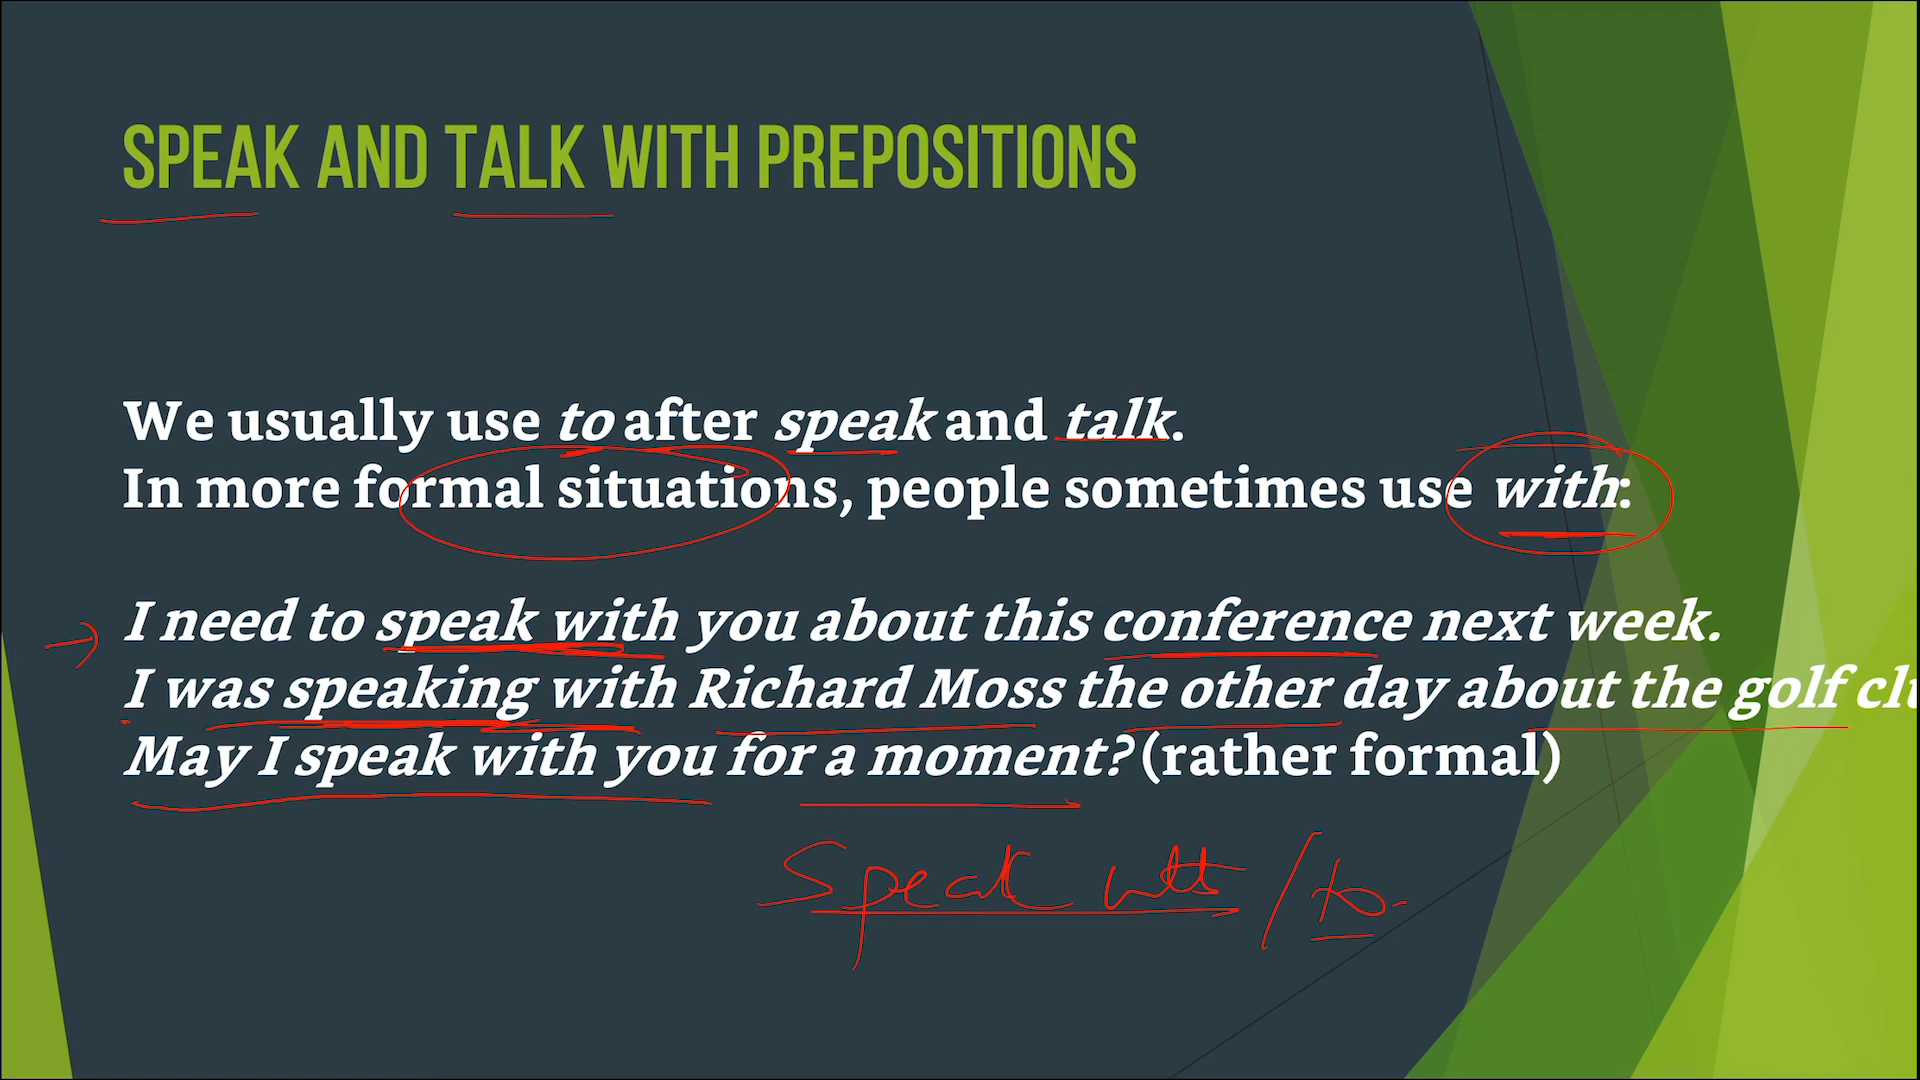 SPEAK AND TALK WITH PREPOSITIONS
We usually use to after speak and talk.
In more formal situations, people sometimes use with:
I need to speak with you about this conference next week.
I was speaking with Richard Moss the other day about the golf clu
May I speak with you for a moment? (rather formal)
Speak with / to.